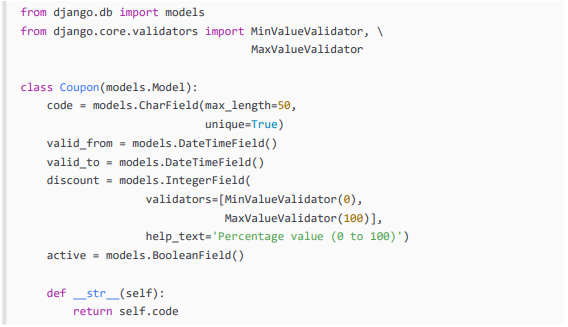 from django.db import models
from django.core.validators import MinValueValidator, \
                                   MaxValueValidator

class Coupon(models.Model):
    code = models.CharField(max_length=50,
                            unique=True)
    valid_from = models.DateTimeField()
    valid_to = models.DateTimeField()
    discount = models.IntegerField(
                   validators=[MinValueValidator(0),
                               MaxValueValidator(100)],
                   help_text='Percentage value (0 to 100)')
    active = models.BooleanField()

    def __str__(self):
        return self.code